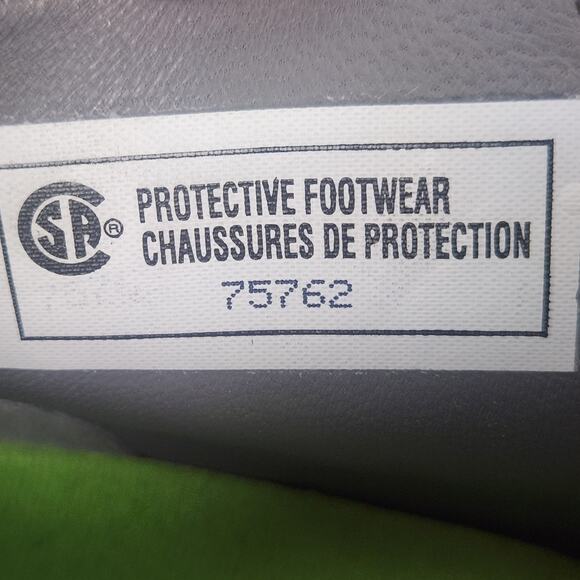 CSA® PROTECTIVE FOOTWEAR
CHAUSSURES DE PROTECTION
75762